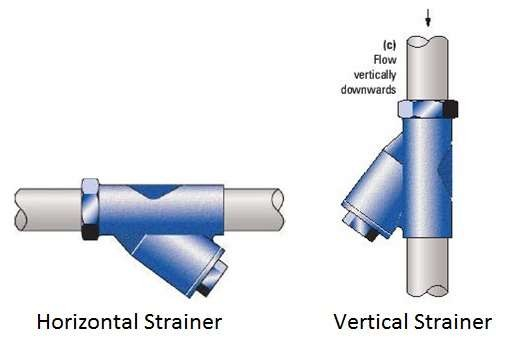 (c)
Flow
vertically
downwards
Horizontal Strainer
Vertical Strainer